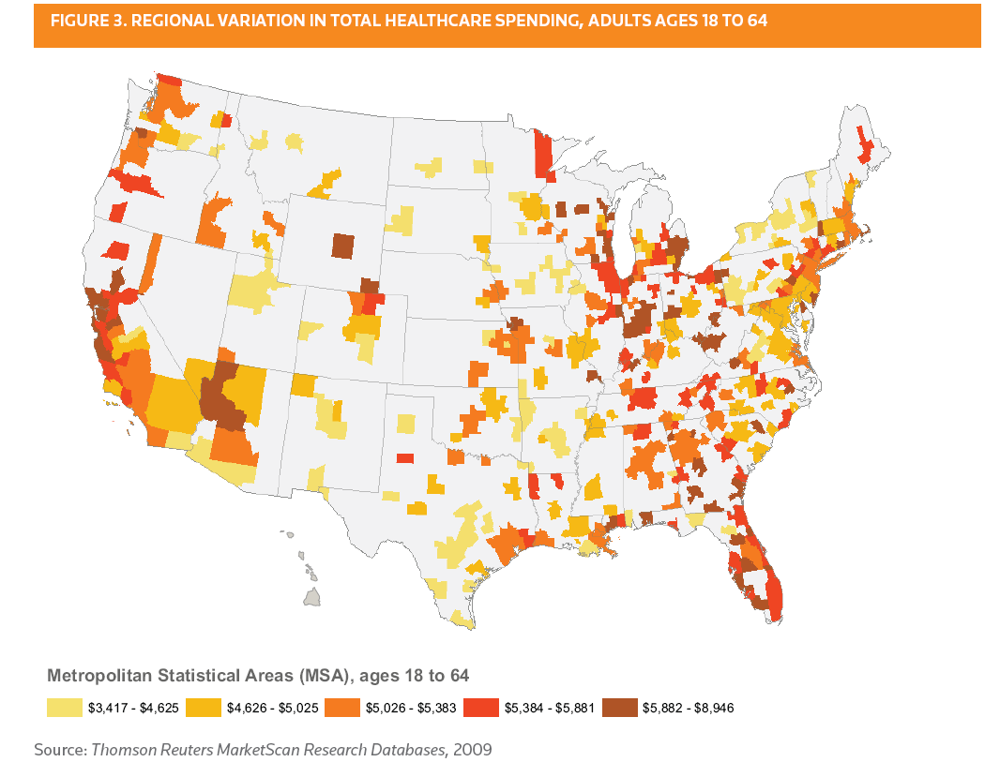 FIGURE 3. REGIONAL VARIATION IN TOTAL HEALTHCARE SPENDING, ADULTS AGES 18 TO 64
Metropolitan Statistical Areas (MSA), ages 18 to 64
$3,417 - $4,625 $4,626 - $5,025 $5,026 - $5,383 $5,384 - $5,881 $5,882 - $8,946
Source: Thomson Reuters MarketScan Research Databases, 2009